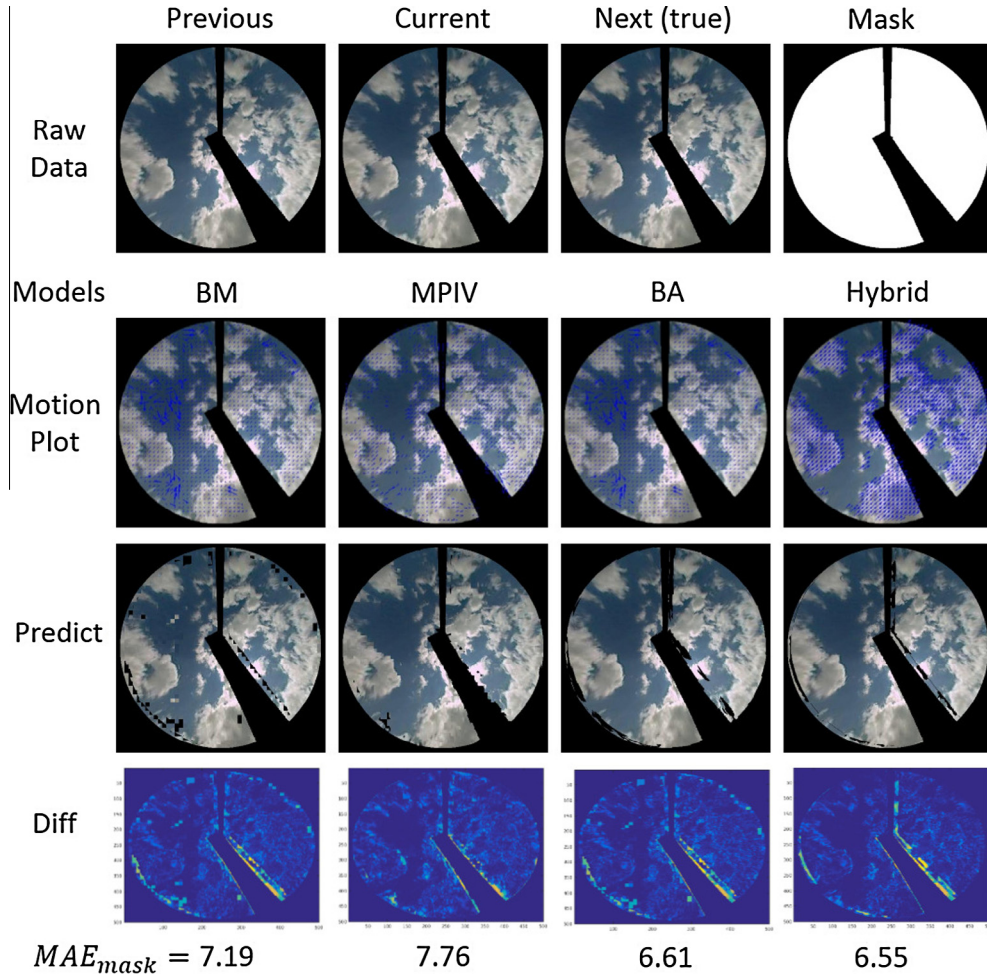 Previous Current Next (true) Mask
Raw
Data
Models BM MPIV BA Hybrid
Motion
Plot
Predict
Diff
MAE_mask = 7.19 7.76 6.61 6.55